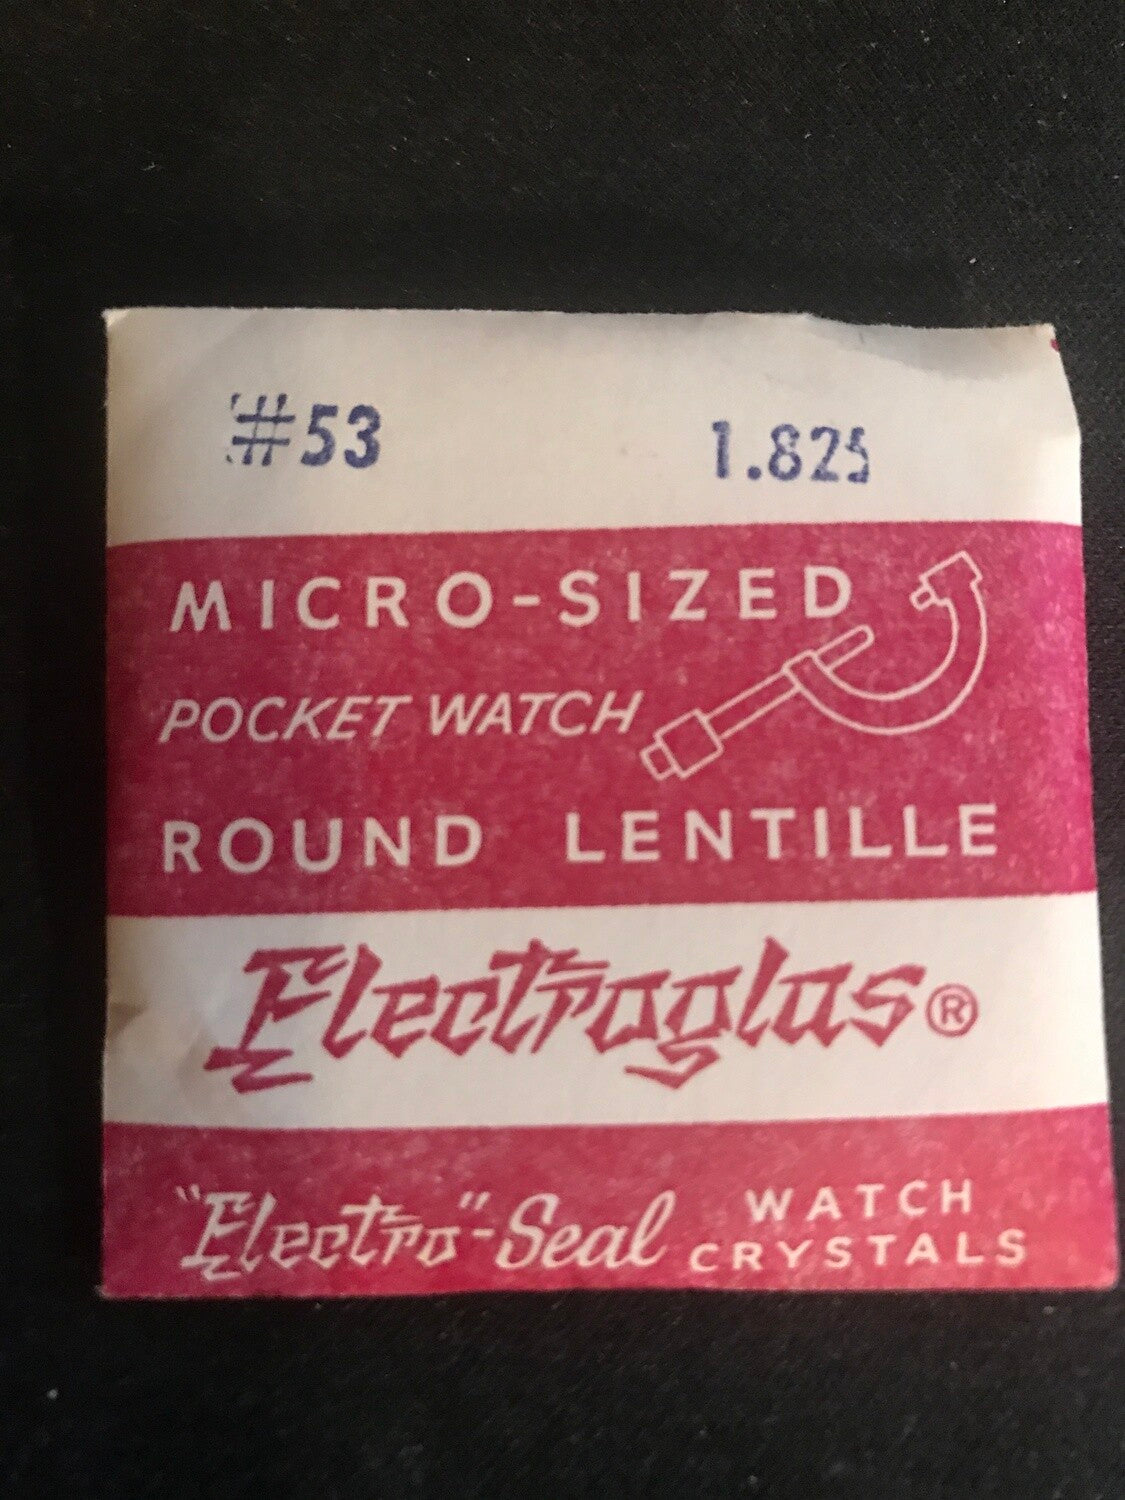 #53 1.825
MICRO-SIZED
POCKET WATCH
ROUND LENTILLE
Electroglas®
"Electro"-Seal WATCH CRYSTALS